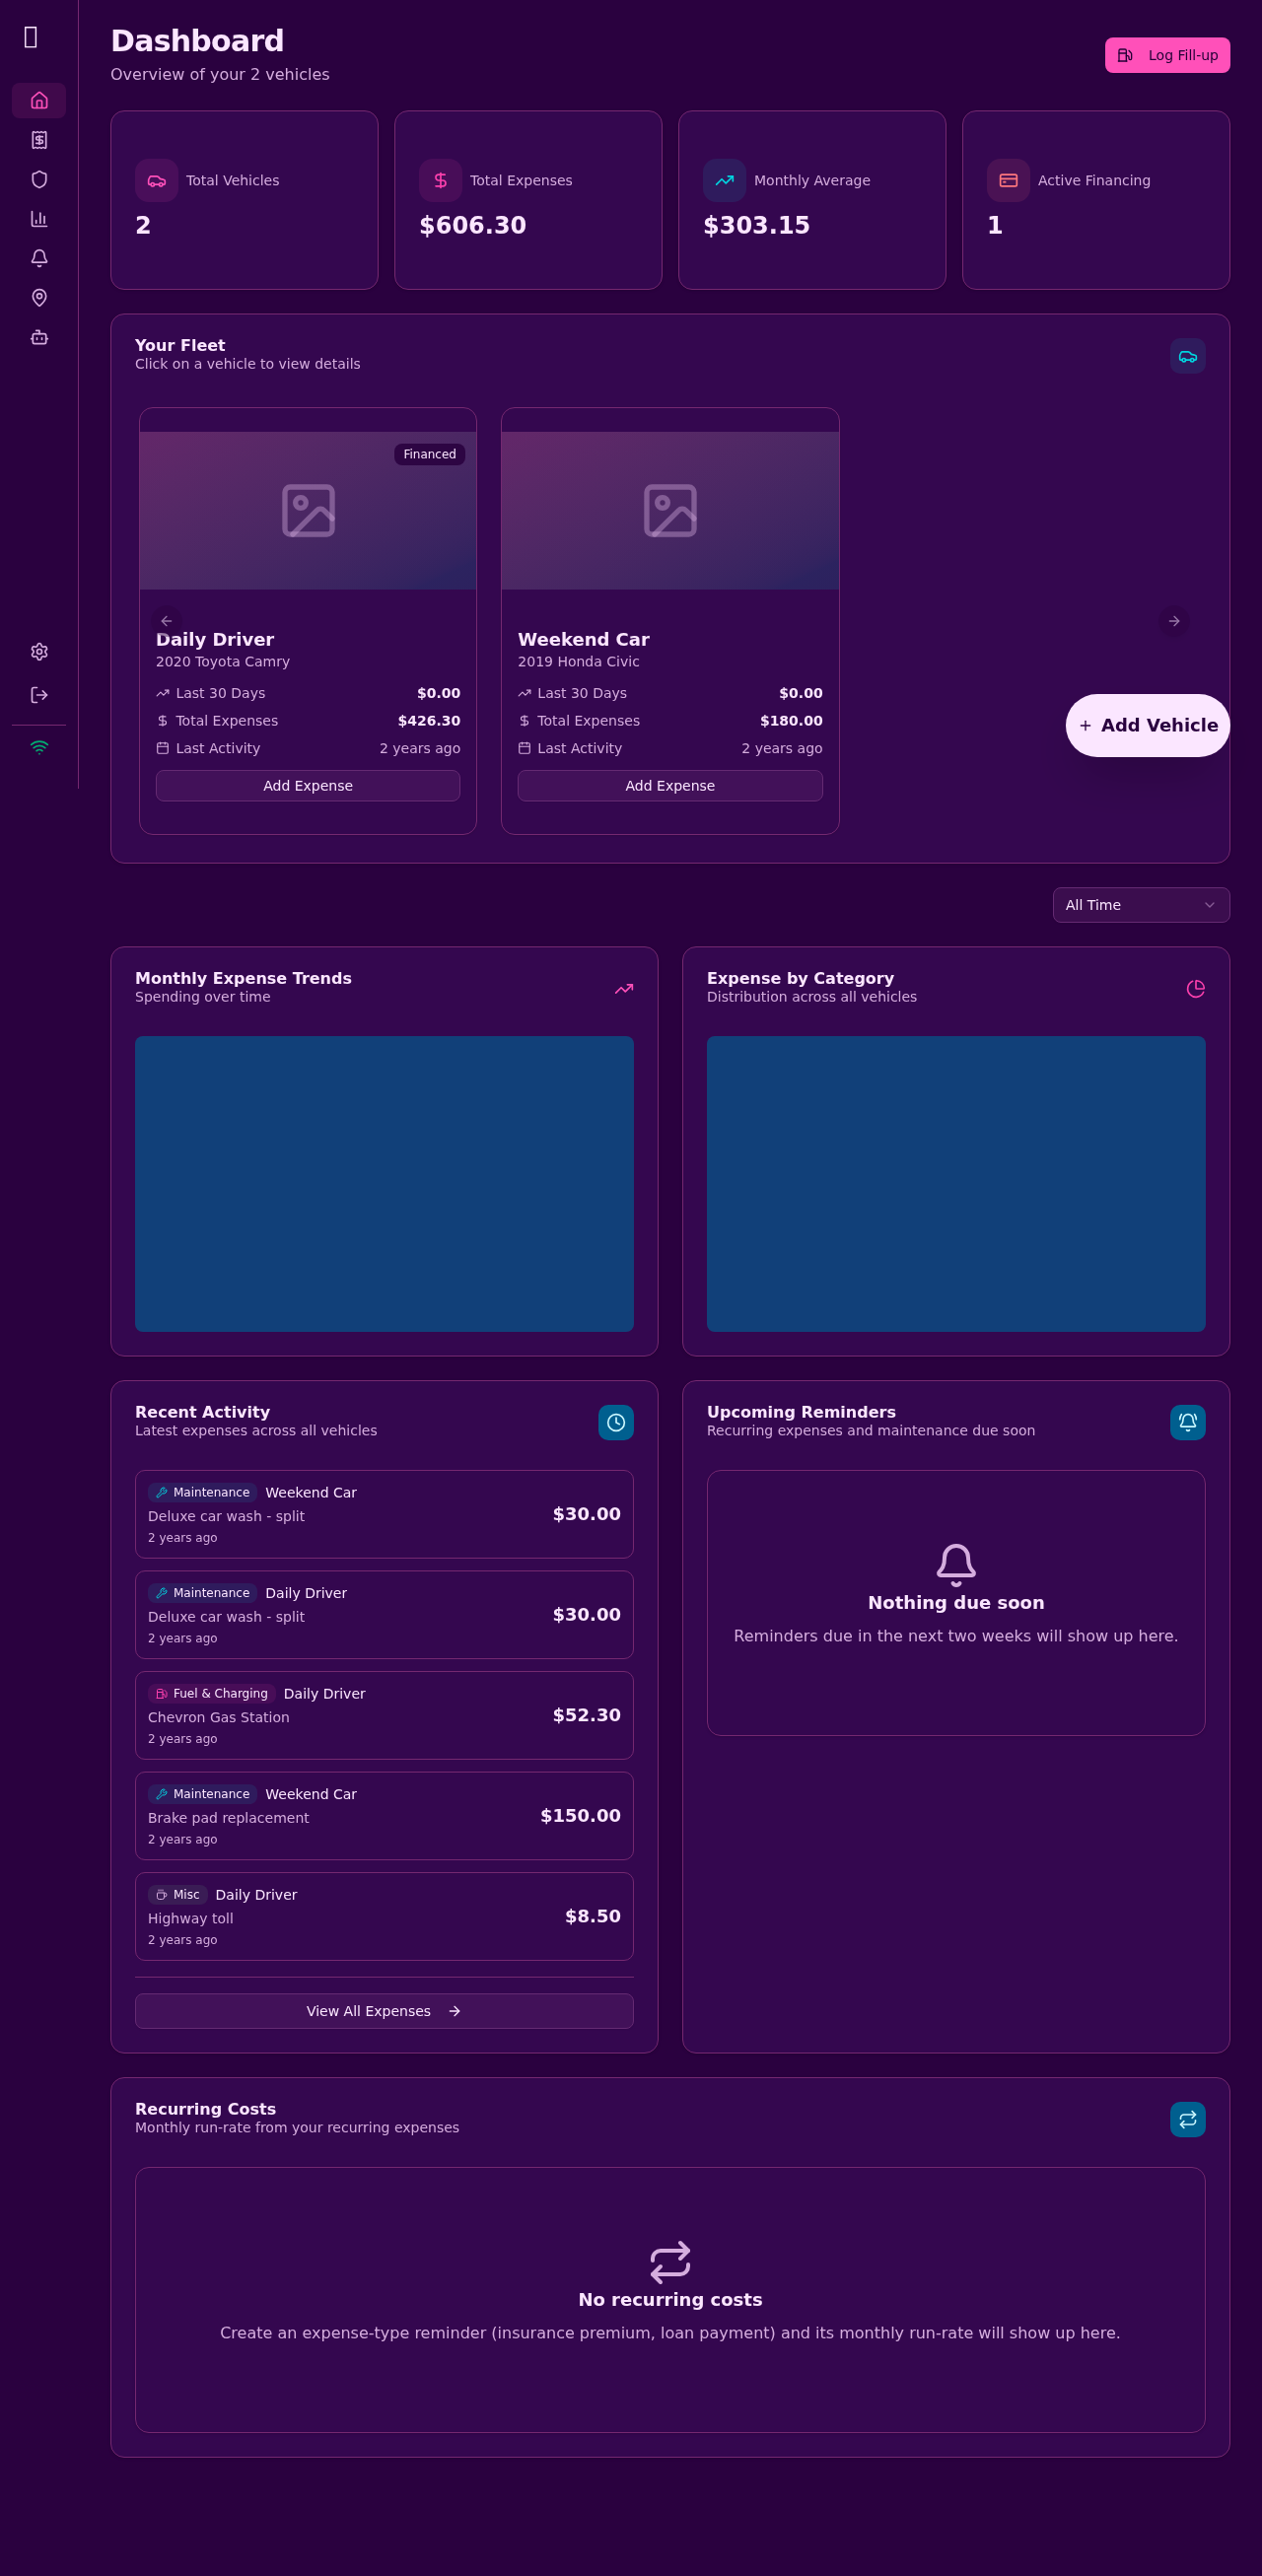 Dashboard
Overview of your 2 vehicles
Log Fill-up
Total Vehicles
2
Total Expenses
$606.30
Monthly Average
$303.15
Active Financing
1
Your Fleet
Click on a vehicle to view details
Financed
Daily Driver
2020 Toyota Camry
Last 30 Days $0.00
Total Expenses $426.30
Last Activity 2 years ago
Add Expense
Weekend Car
2019 Honda Civic
Last 30 Days $0.00
Total Expenses $180.00
Last Activity 2 years ago
Add Expense
+ Add Vehicle
All Time
Monthly Expense Trends
Spending over time
Expense by Category
Distribution across all vehicles
Recent Activity
Latest expenses across all vehicles
Maintenance Weekend Car
Deluxe car wash - split
2 years ago
$30.00
Maintenance Daily Driver
Deluxe car wash - split
2 years ago
$30.00
Fuel & Charging Daily Driver
Chevron Gas Station
2 years ago
$52.30
Maintenance Weekend Car
Brake pad replacement
2 years ago
$150.00
Misc Daily Driver
Highway toll
2 years ago
$8.50
View All Expenses
Upcoming Reminders
Recurring expenses and maintenance due soon
Nothing due soon
Reminders due in the next two weeks will show up here.
Recurring Costs
Monthly run-rate from your recurring expenses
No recurring costs
Create an expense-type reminder (insurance premium, loan payment) and its monthly run-rate will show up here.